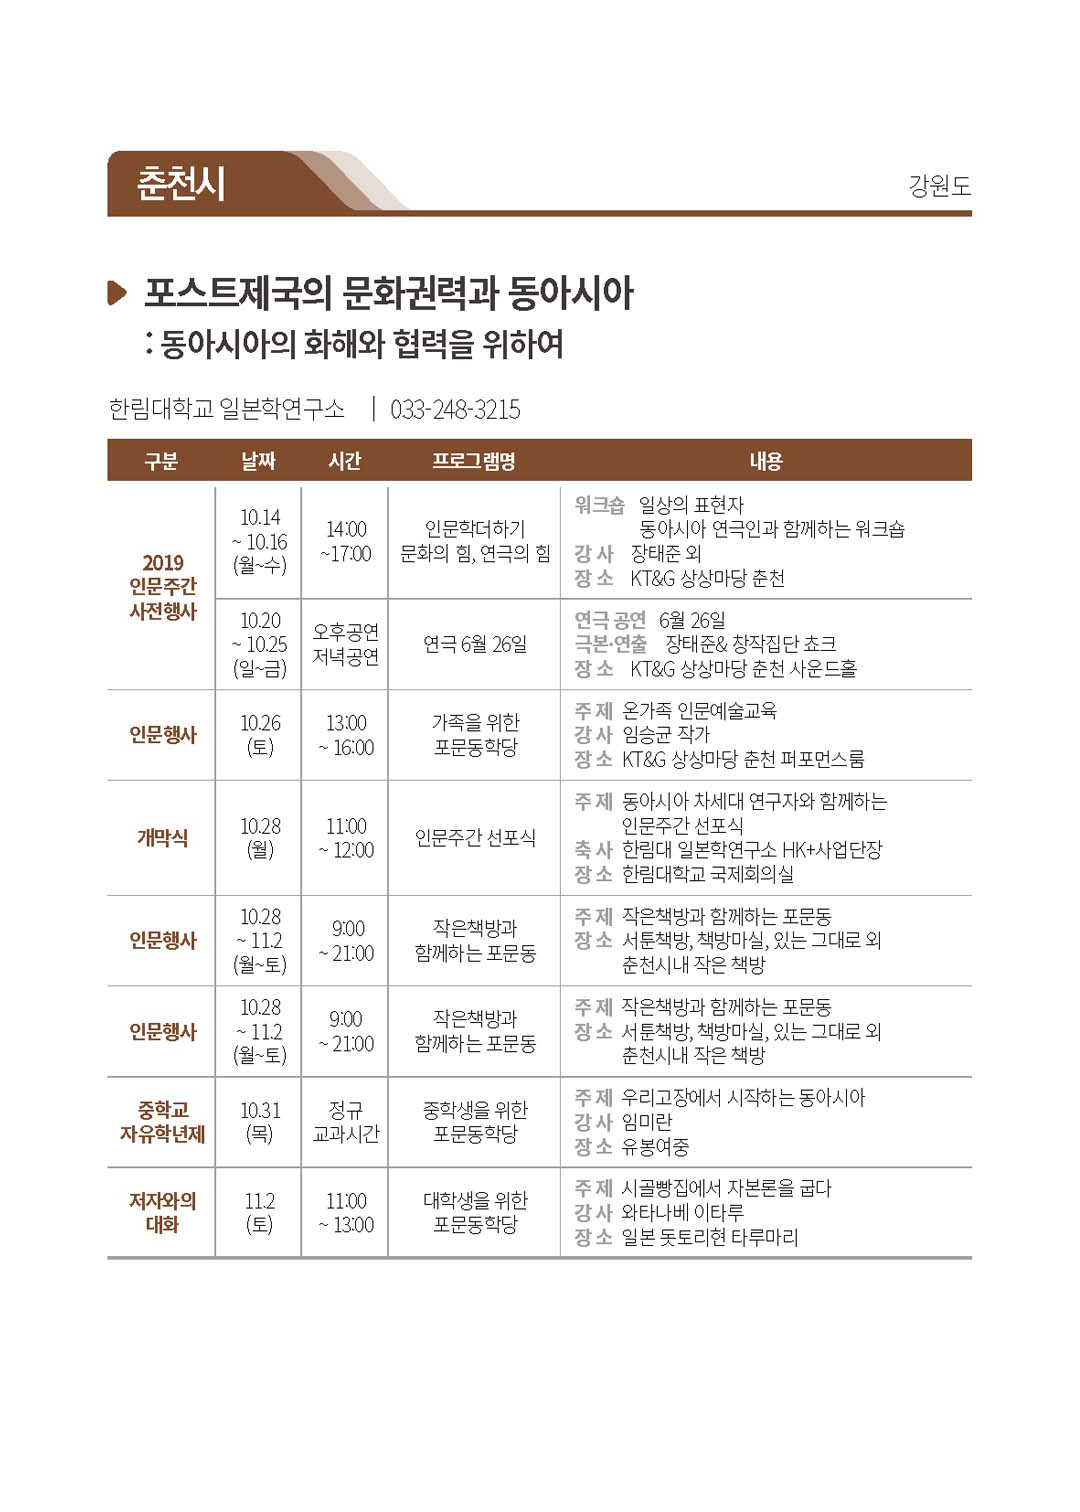 춘천시
강원도
포스트제국의 문화권력과 동아시아
: 동아시아의 화해와 협력을 위하여
한림대학교 일본학연구소 | 033-248-3215
구분 날짜 시간 프로그램명 내용
2019
인문주간
사전행사
10.14
~ 10.16
(월~수)
14:00
~17:00
인문학더하기
문화의 힘, 연극의 힘
워크숍 일상의 표현자
동아시아 연극인과 함께하는 워크숍
강 사 장태준 외
장 소 KT&G 상상마당 춘천
10.20
~ 10.25
(일~금)
오후공연
저녁공연
연극 6월 26일
연극 공연 6월 26일
극본·연출 장태준& 창작집단 쵸크
장 소 KT&G 상상마당 춘천 사운드홀
인문행사
10.26
(토)
13:00
~ 16:00
가족을 위한
포문동학당
주 제 온가족 인문예술교육
강 사 임승균 작가
장 소 KT&G 상상마당 춘천 퍼포먼스룸
개막식
10.28
(월)
11:00
~ 12:00
인문주간 선포식
주 제 동아시아 차세대 연구자와 함께하는
인문주간 선포식
축 사 한림대 일본학연구소 HK+사업단장
장 소 한림대학교 국제회의실
인문행사
10.28
~ 11.2
(월~토)
9:00
~ 21:00
작은책방과
함께하는 포문동
주 제 작은책방과 함께하는 포문동
장 소 서툰책방, 책방마실, 있는 그대로 외
춘천시내 작은 책방
인문행사
10.28
~ 11.2
(월~토)
9:00
~ 21:00
작은책방과
함께하는 포문동
주 제 작은책방과 함께하는 포문동
장 소 서툰책방, 책방마실, 있는 그대로 외
춘천시내 작은 책방
중학교
자유학년제
10.31
(목)
정규
교과시간
중학생을 위한
포문동학당
주 제 우리고장에서 시작하는 동아시아
강 사 임미란
장 소 유봉여중
저자와의
대화
11.2
(토)
11:00
~ 13:00
대학생을 위한
포문동학당
주 제 시골빵집에서 자본론을 굽다
강 사 와타나베 이타루
장 소 일본 돗토리현 타루마리